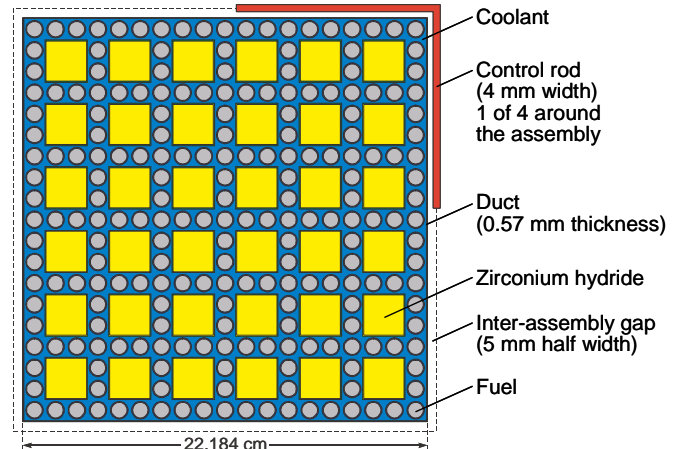 Coolant
Control rod
(4 mm width)
1 of 4 around
the assembly
Duct
(0.57 mm thickness)
Zirconium hydride
Inter-assembly gap
(5 mm half width)
Fuel
22.184 cm